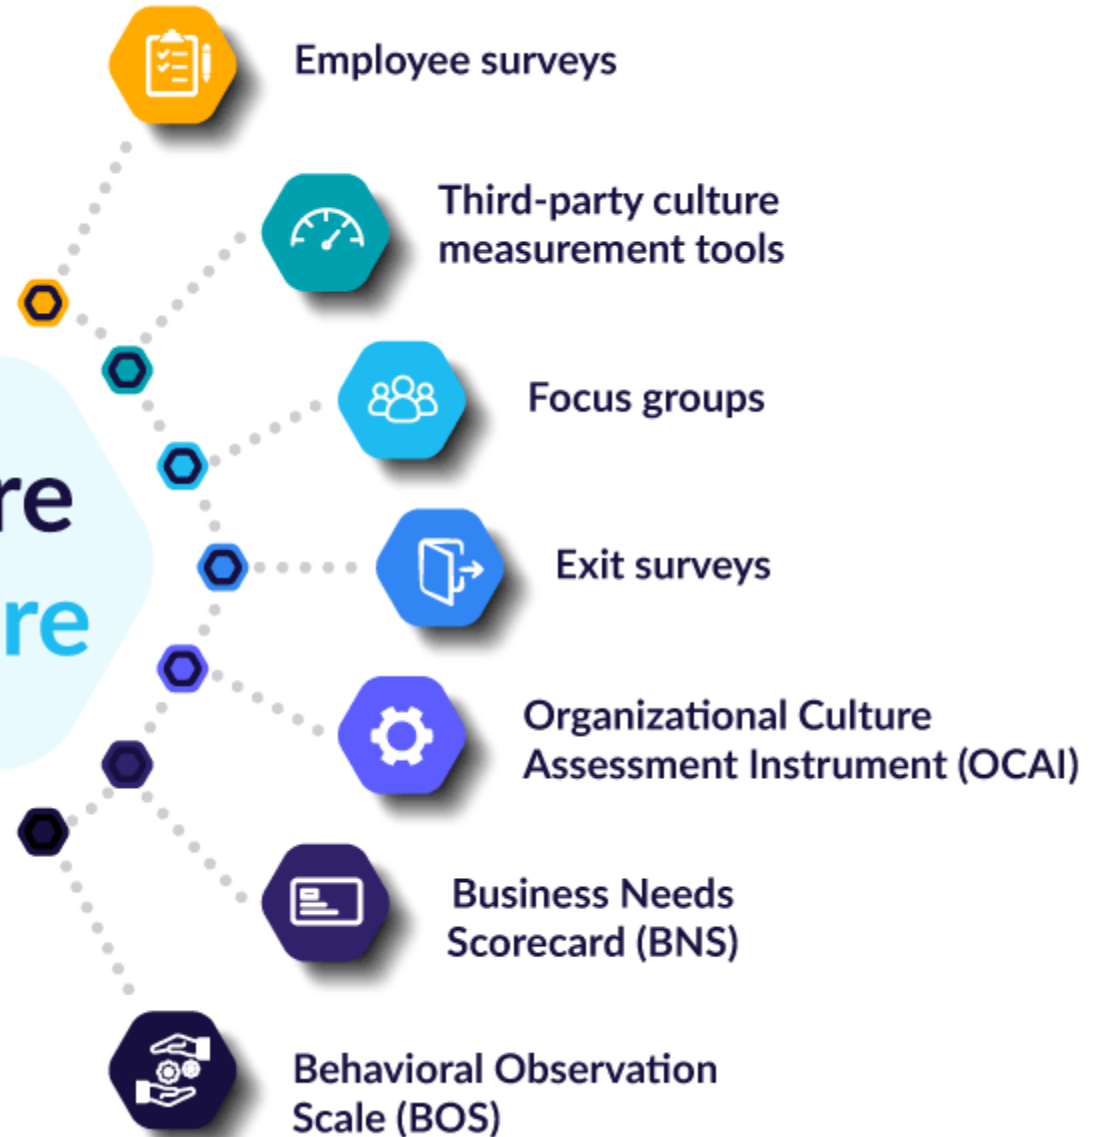 Employee surveys
Third-party culture
measurement tools
Focus groups
re
Exit surveys
re
Organizational Culture
Assessment Instrument (OCAI)
Business Needs
Scorecard (BNS)
Behavioral Observation
Scale (BOS)